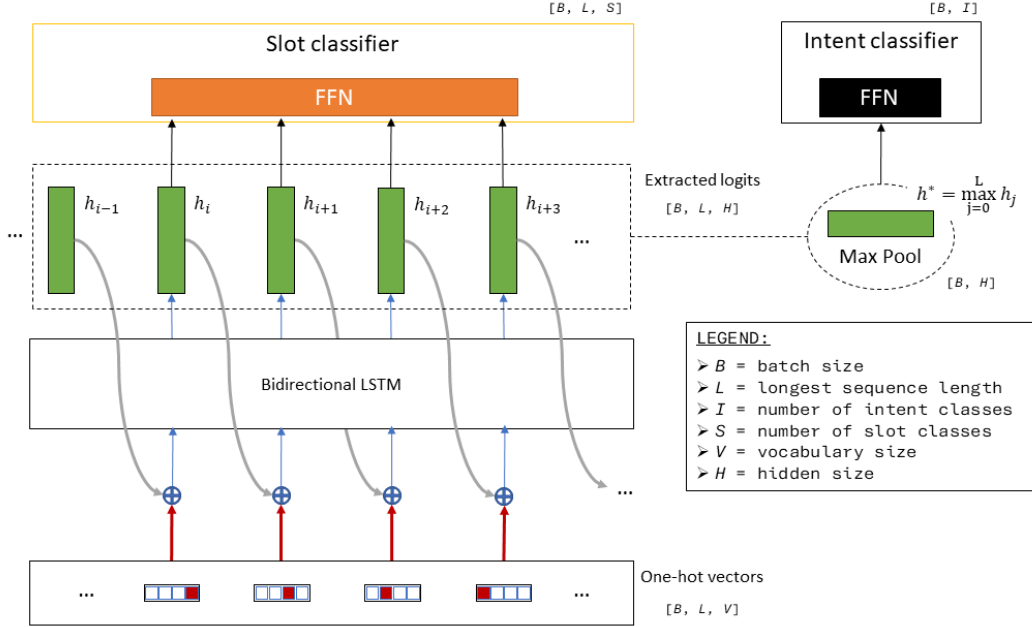 [B, L, S]
[B, I]
Slot classifier
Intent classifier
FFN
FFN
Extracted logits
[B, L, H]
h_{i−1}
h_i
h_{i+1}
h_{i+2}
h_{i+3}
h* = max_{j=0}^{L} h_j
...
...
Max Pool
[B, H]
Bidirectional LSTM
LEGEND:
➢ B = batch size
➢ L = longest sequence length
➢ I = number of intent classes
➢ S = number of slot classes
➢ V = vocabulary size
➢ H = hidden size
...
One-hot vectors
...
...
[B, L, V]